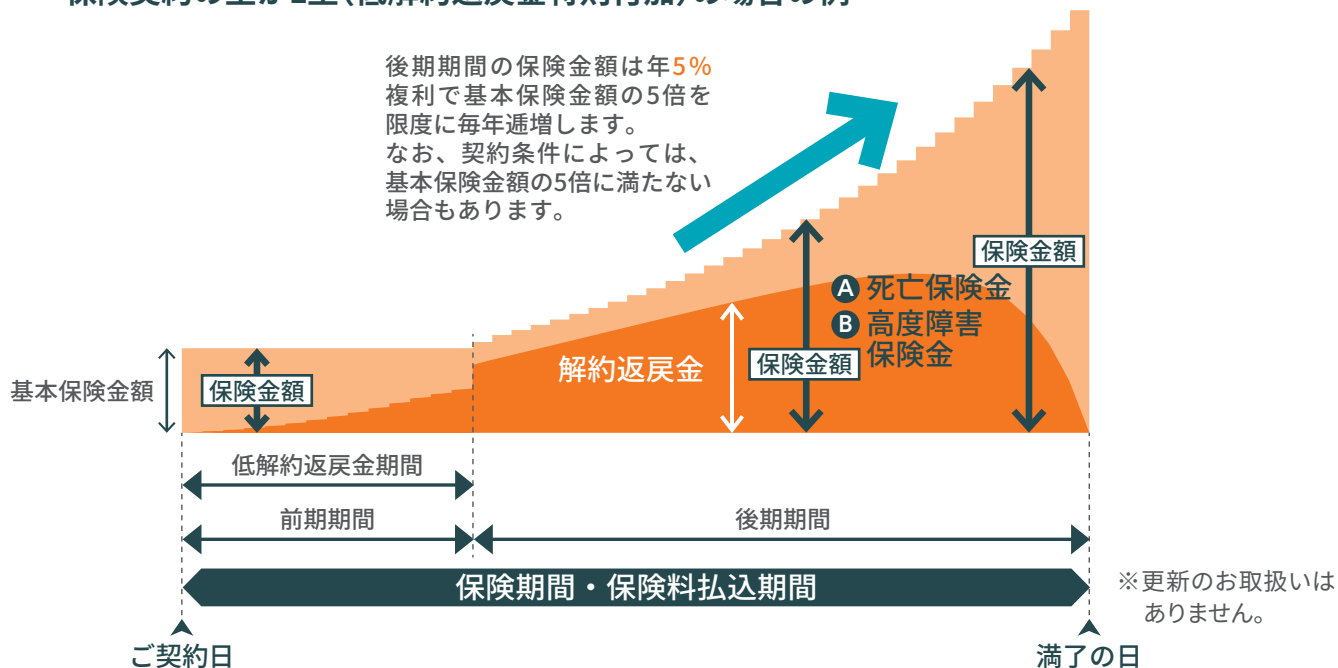 後期期間の保険金額は年5%
複利で基本保険金額の5倍を
限度に毎年逓増します。
なお、契約条件によっては、
基本保険金額の5倍に満たない
場合もあります。
保険金額
A 死亡保険金
B 高度障害
保険金
解約返戻金
保険金額
基本保険金額
保険金額
低解約返戻金期間
前期期間
後期期間
保険期間・保険料払込期間
※更新のお取扱いは
ありません。
ご契約日
満了の日